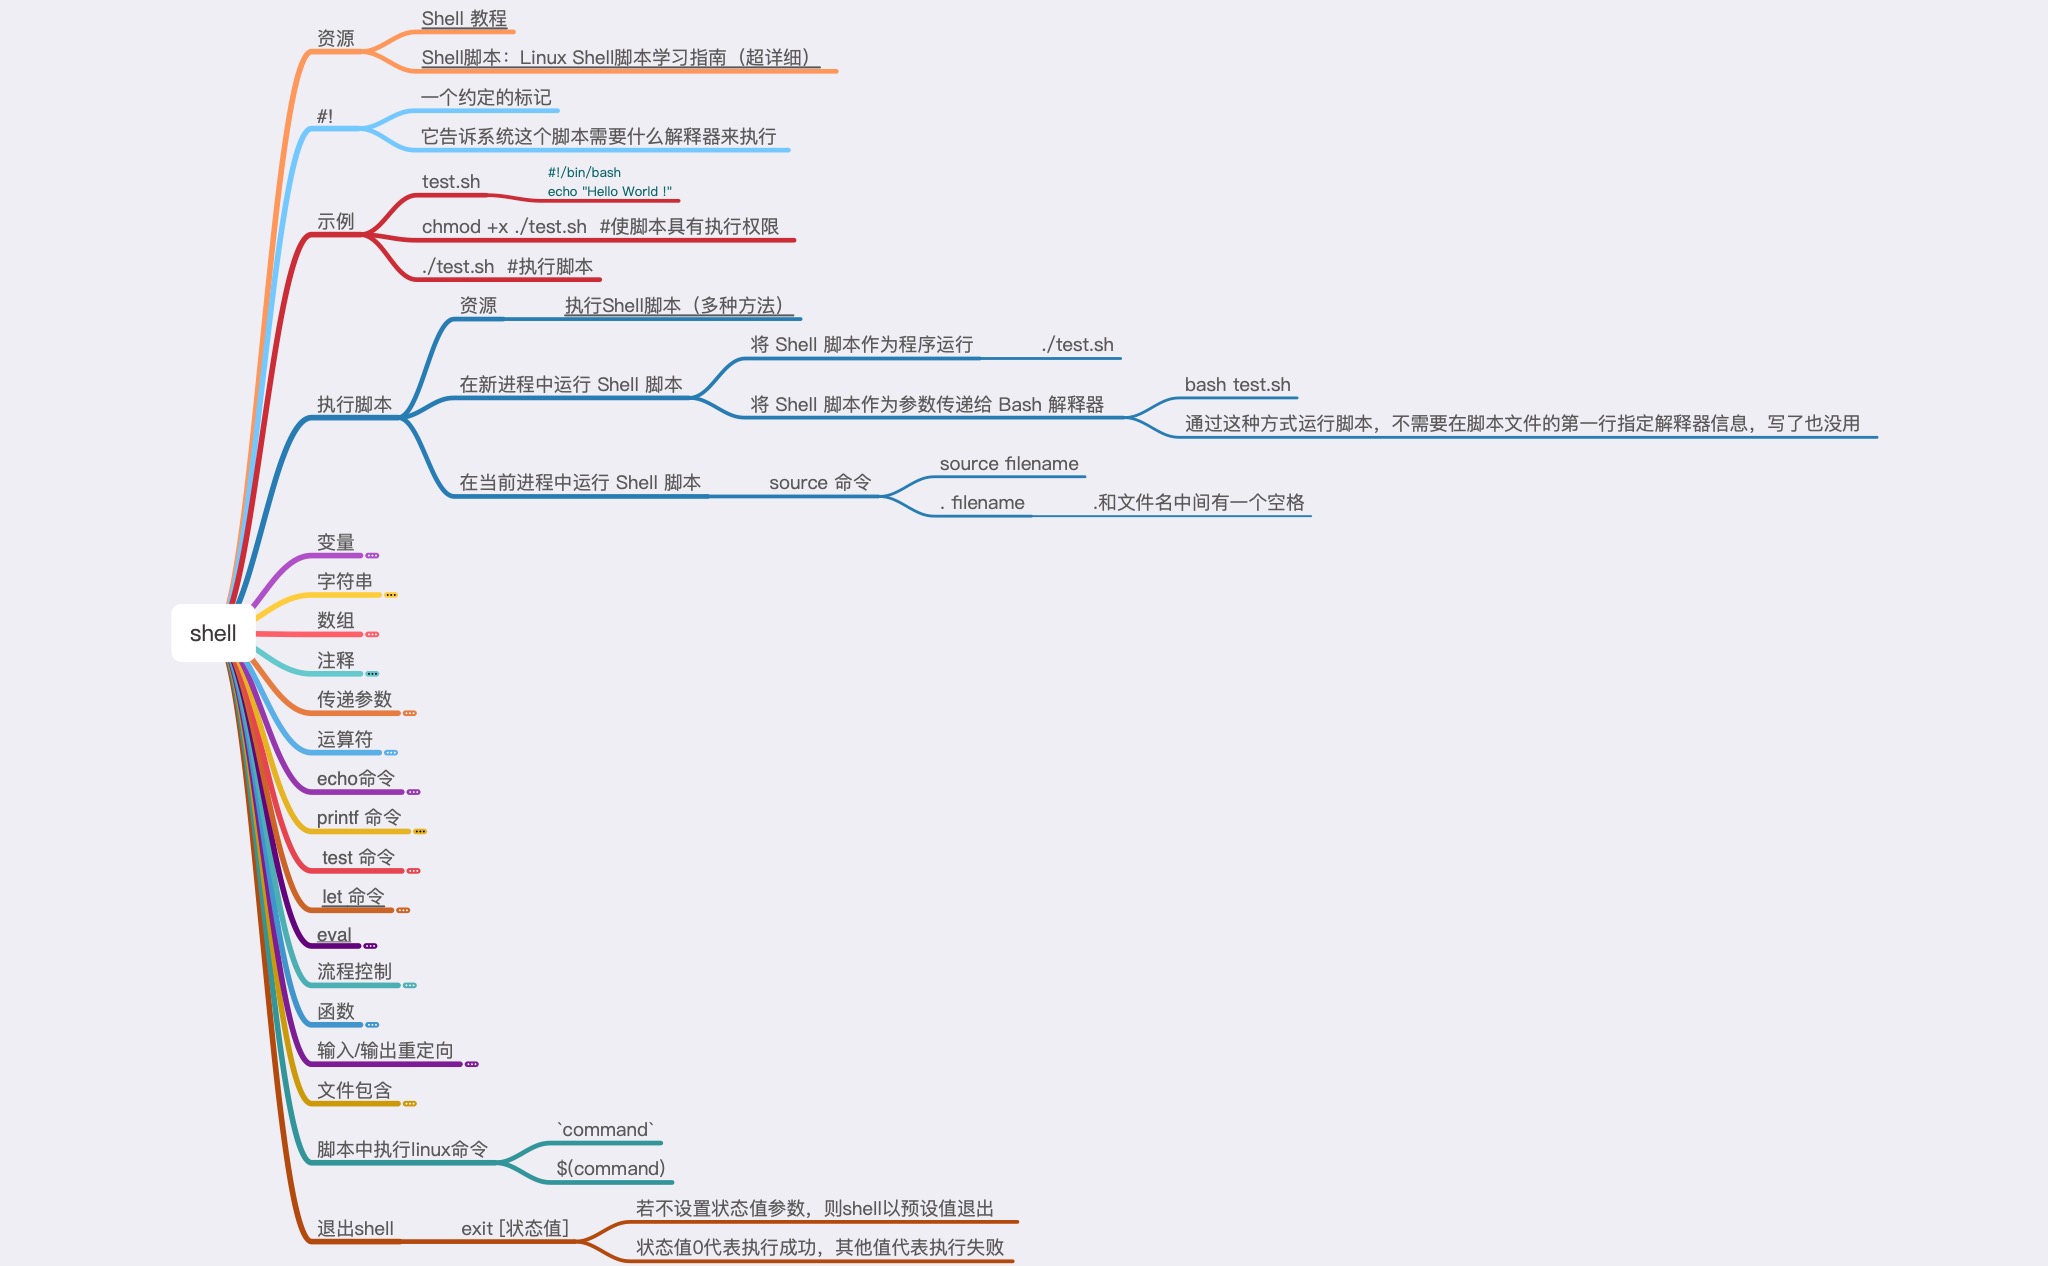 资源
Shell 教程
Shell脚本：Linux Shell脚本学习指南（超详细）
#!
一个约定的标记
它告诉系统这个脚本需要什么解释器来执行
示例
test.sh
#!/bin/bash
echo "Hello World !"
chmod +x ./test.sh  #使脚本具有执行权限
./test.sh  #执行脚本
执行脚本
资源
执行Shell脚本（多种方法）
在新进程中运行 Shell 脚本
将 Shell 脚本作为程序运行
./test.sh
将 Shell 脚本作为参数传递给 Bash 解释器
bash test.sh
通过这种方式运行脚本，不需要在脚本文件的第一行指定解释器信息，写了也没用
在当前进程中运行 Shell 脚本
source 命令
source filename
. filename
.和文件名中间有一个空格
变量
字符串
shell
数组
注释
传递参数
运算符
echo命令
printf 命令
test 命令
let 命令
eval
流程控制
函数
输入/输出重定向
文件包含
脚本中执行linux命令
`command`
$(command)
退出shell
exit [状态值]
若不设置状态值参数，则shell以预设值退出
状态值0代表执行成功，其他值代表执行失败